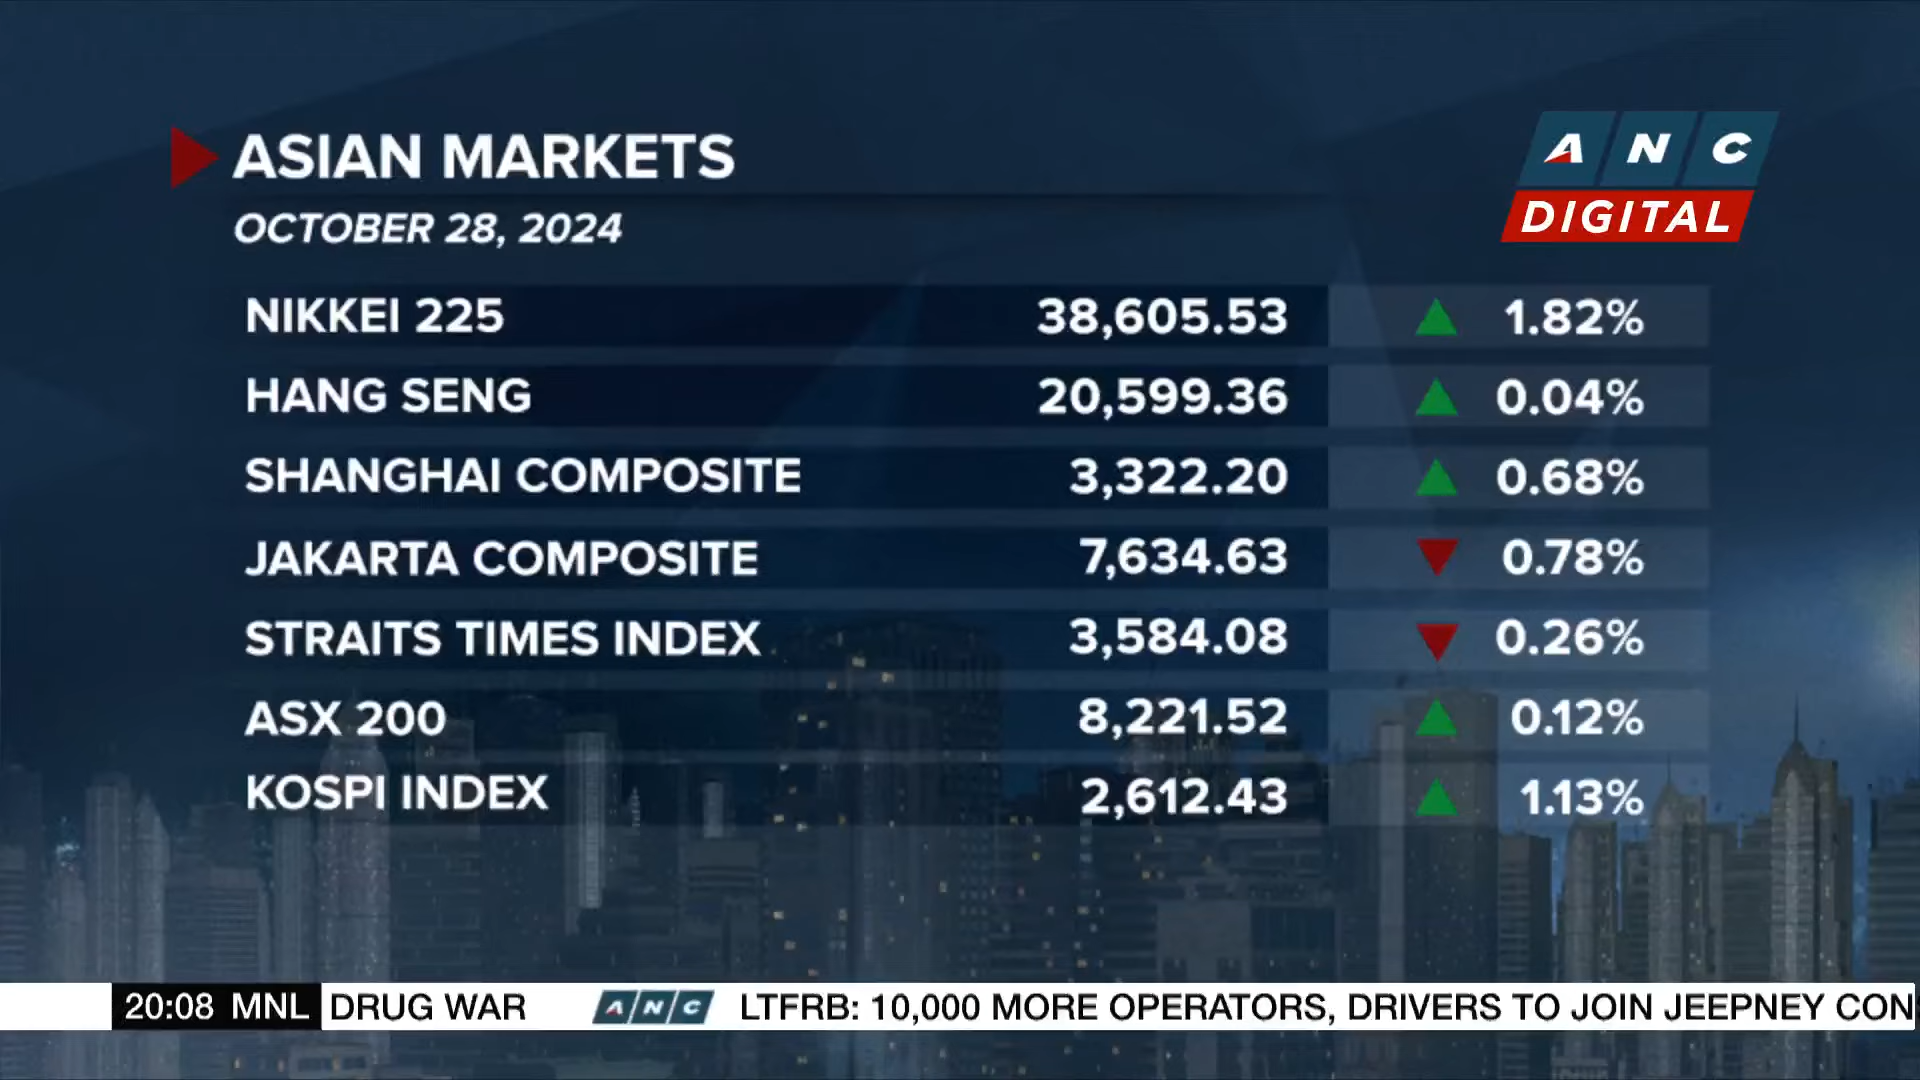 ASIAN MARKETS
OCTOBER 28, 2024
ANC
DIGITAL
NIKKEI 225 38,605.53 1.82%
HANG SENG 20,599.36 0.04%
SHANGHAI COMPOSITE 3,322.20 0.68%
JAKARTA COMPOSITE 7,634.63 0.78%
STRAITS TIMES INDEX 3,584.08 0.26%
ASX 200 8,221.52 0.12%
KOSPI INDEX 2,612.43 1.13%
20:08 MNL DRUG WAR ANC LTFRB: 10,000 MORE OPERATORS, DRIVERS TO JOIN JEEPNEY CON